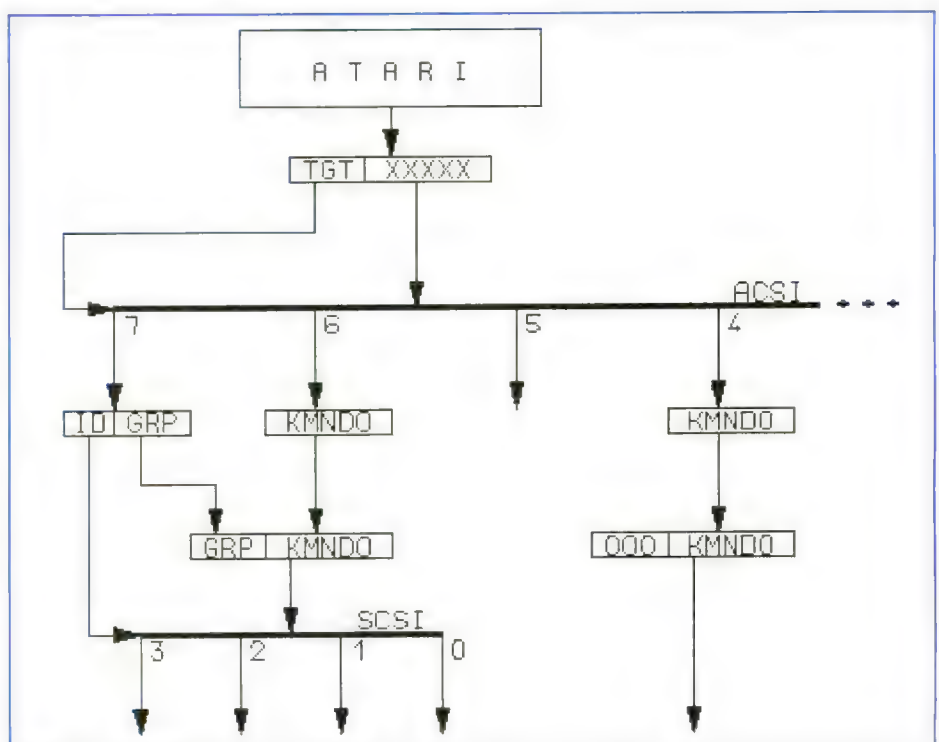 A T A R I
TGT XXXXX
ACSI
7 6 5 4
ID GRP KMNDO KMNDO
GRP KMNDO 000 KMNDO
SCSI
3 2 1 0